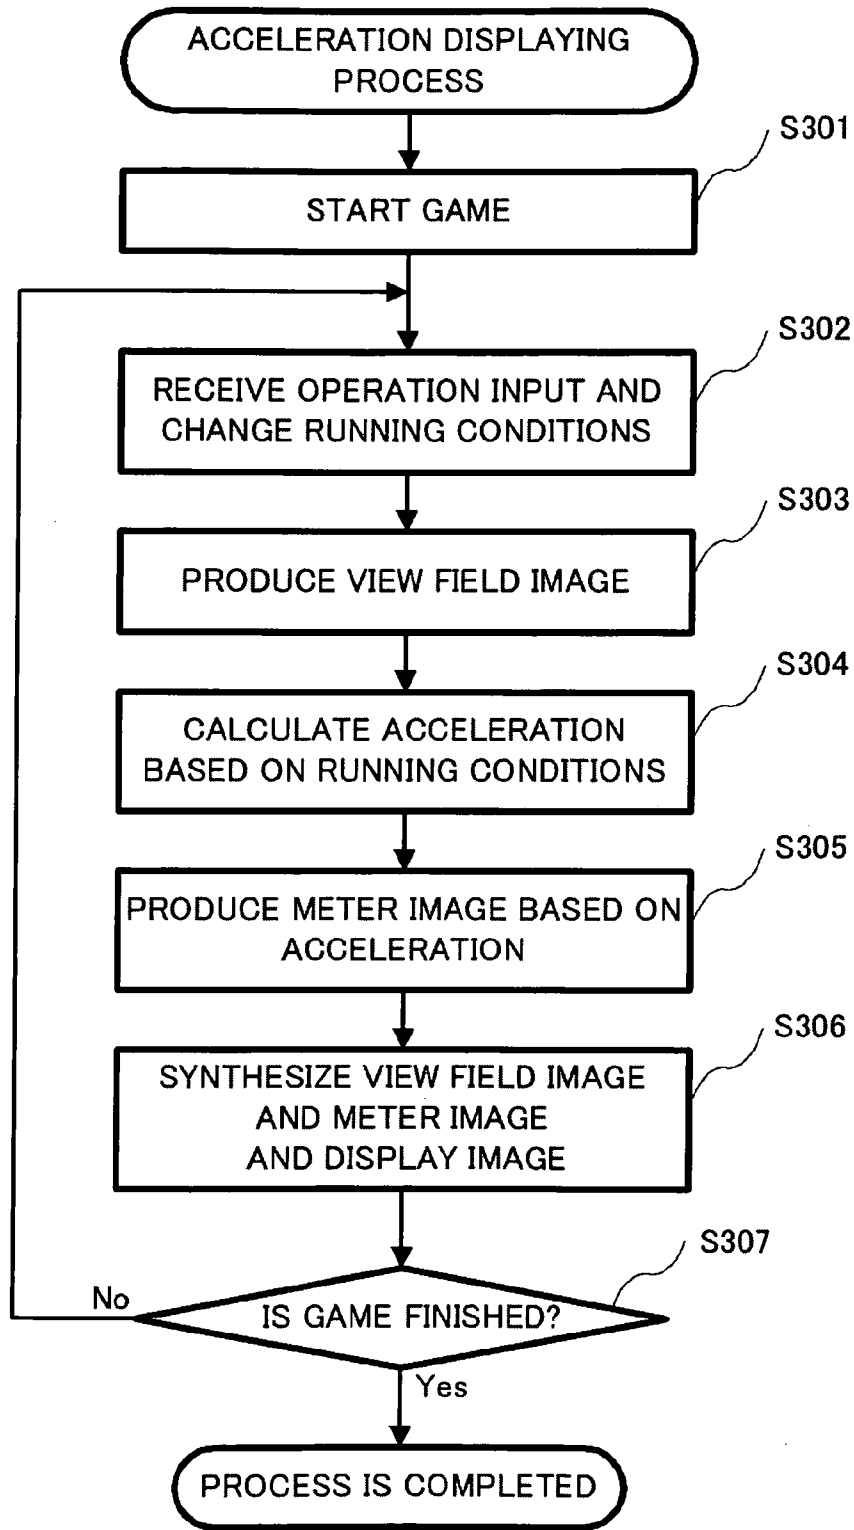 ACCELERATION DISPLAYING
PROCESS
S301
START GAME
S302
RECEIVE OPERATION INPUT AND
CHANGE RUNNING CONDITIONS
S303
PRODUCE VIEW FIELD IMAGE
S304
CALCULATE ACCELERATION
BASED ON RUNNING CONDITIONS
S305
PRODUCE METER IMAGE BASED ON
ACCELERATION
S306
SYNTHESIZE VIEW FIELD IMAGE
AND METER IMAGE
AND DISPLAY IMAGE
S307
No
IS GAME FINISHED?
Yes
PROCESS IS COMPLETED